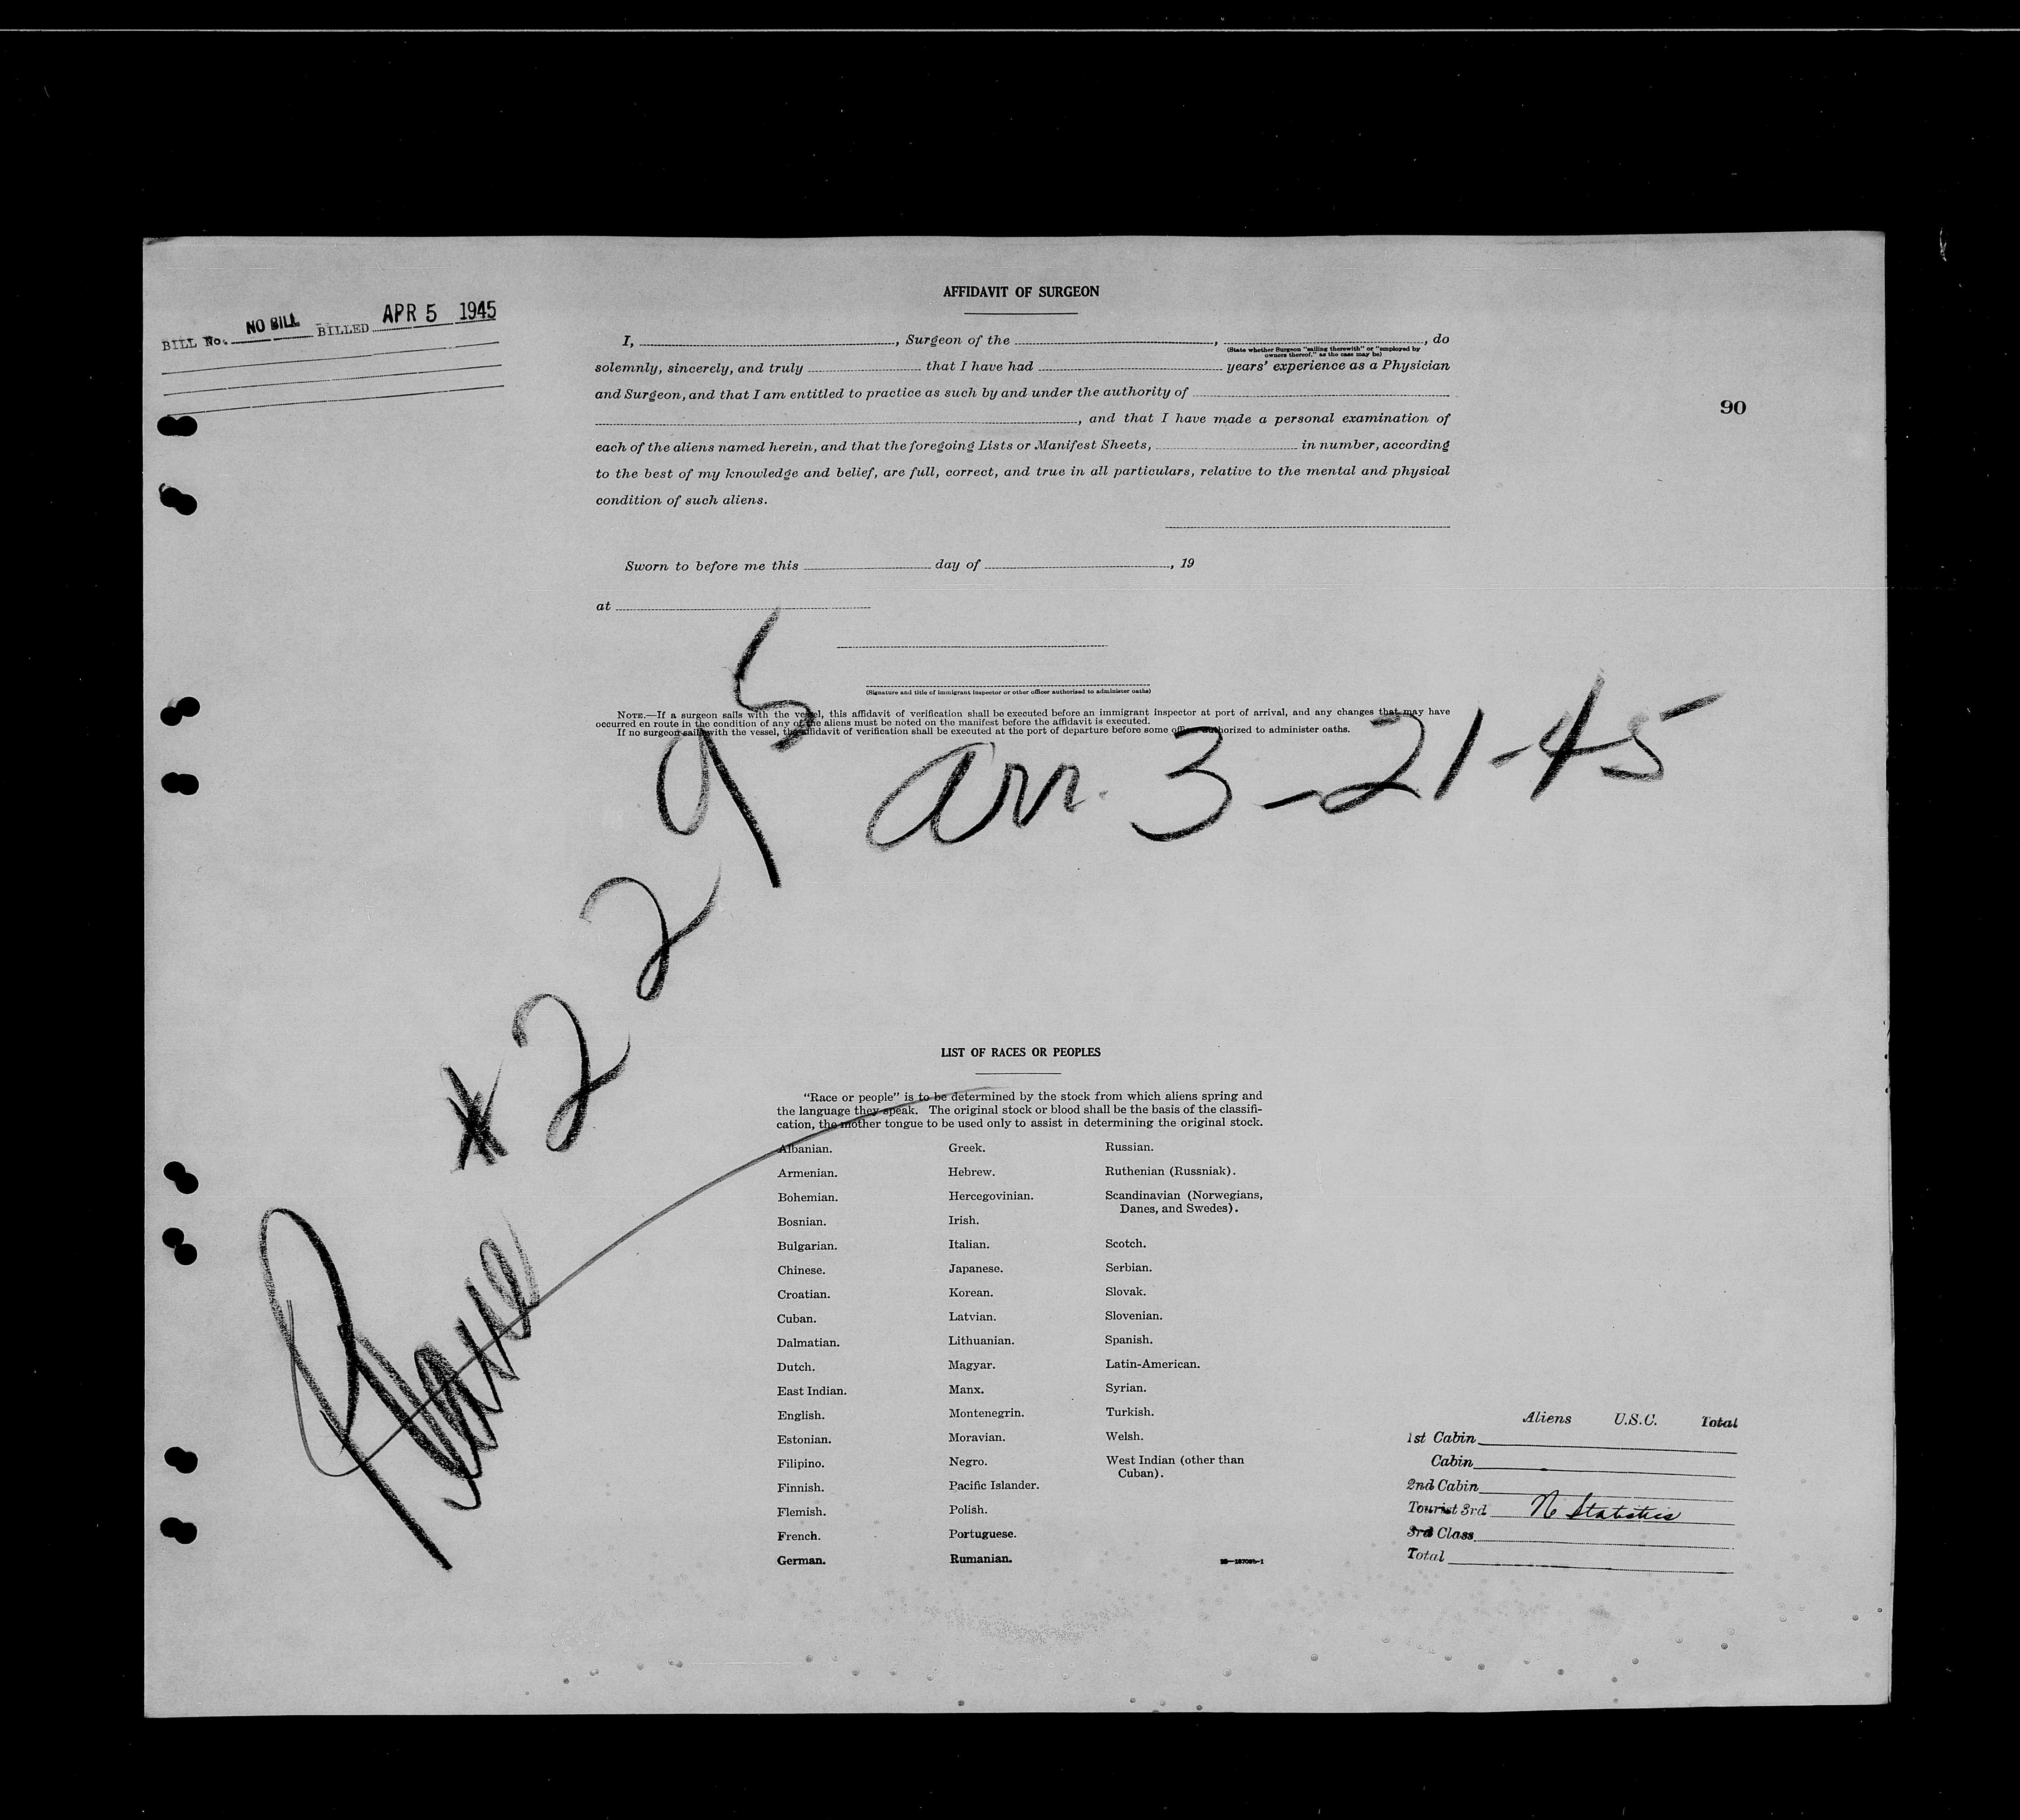 BILL No. NO BILL BILLED APR 5 1945
90
AFFIDAVIT OF SURGEON
I, , Surgeon of the , , do
(State whether Surgeon "sailing therewith" or "employed by owners thereof," as the case may be)
solemnly, sincerely, and truly that I have had years' experience as a Physician
and Surgeon, and that I am entitled to practice as such by and under the authority of
, and that I have made a personal examination of
each of the aliens named herein, and that the foregoing Lists or Manifest Sheets, in number, according
to the best of my knowledge and belief, are full, correct, and true in all particulars, relative to the mental and physical
condition of such aliens.
Sworn to before me this day of , 19
at
(Signature and title of immigrant inspector or other officer authorized to administer oaths)
NOTE.—If a surgeon sails with the vessel, this affidavit of verification shall be executed before an immigrant inspector at port of arrival, and any changes that may have
occurred en route in the condition of any of the aliens must be noted on the manifest before the affidavit is executed.
If no surgeon sails with the vessel, the affidavit of verification shall be executed at the port of departure before some officer authorized to administer oaths.
arr. 3-21-45
Plane #2295
LIST OF RACES OR PEOPLES
"Race or people" is to be determined by the stock from which aliens spring and
the language they speak. The original stock or blood shall be the basis of the classifi-
cation, the mother tongue to be used only to assist in determining the original stock.
Albanian.
Armenian.
Bohemian.
Bosnian.
Bulgarian.
Chinese.
Croatian.
Cuban.
Dalmatian.
Dutch.
East Indian.
English.
Estonian.
Filipino.
Finnish.
Flemish.
French.
German.
Greek.
Hebrew.
Hercegovinian.
Irish.
Italian.
Japanese.
Korean.
Latvian.
Lithuanian.
Magyar.
Manx.
Montenegrin.
Moravian.
Negro.
Pacific Islander.
Polish.
Portuguese.
Rumanian.
Russian.
Ruthenian (Russniak).
Scandinavian (Norwegians,
Danes, and Swedes).
Scotch.
Serbian.
Slovak.
Slovenian.
Spanish.
Latin-American.
Syrian.
Turkish.
Welsh.
West Indian (other than
Cuban).
Aliens U.S.C. Total
1st Cabin
Cabin
2nd Cabin
Tourist 3rd Statistics
3rd Class
Total